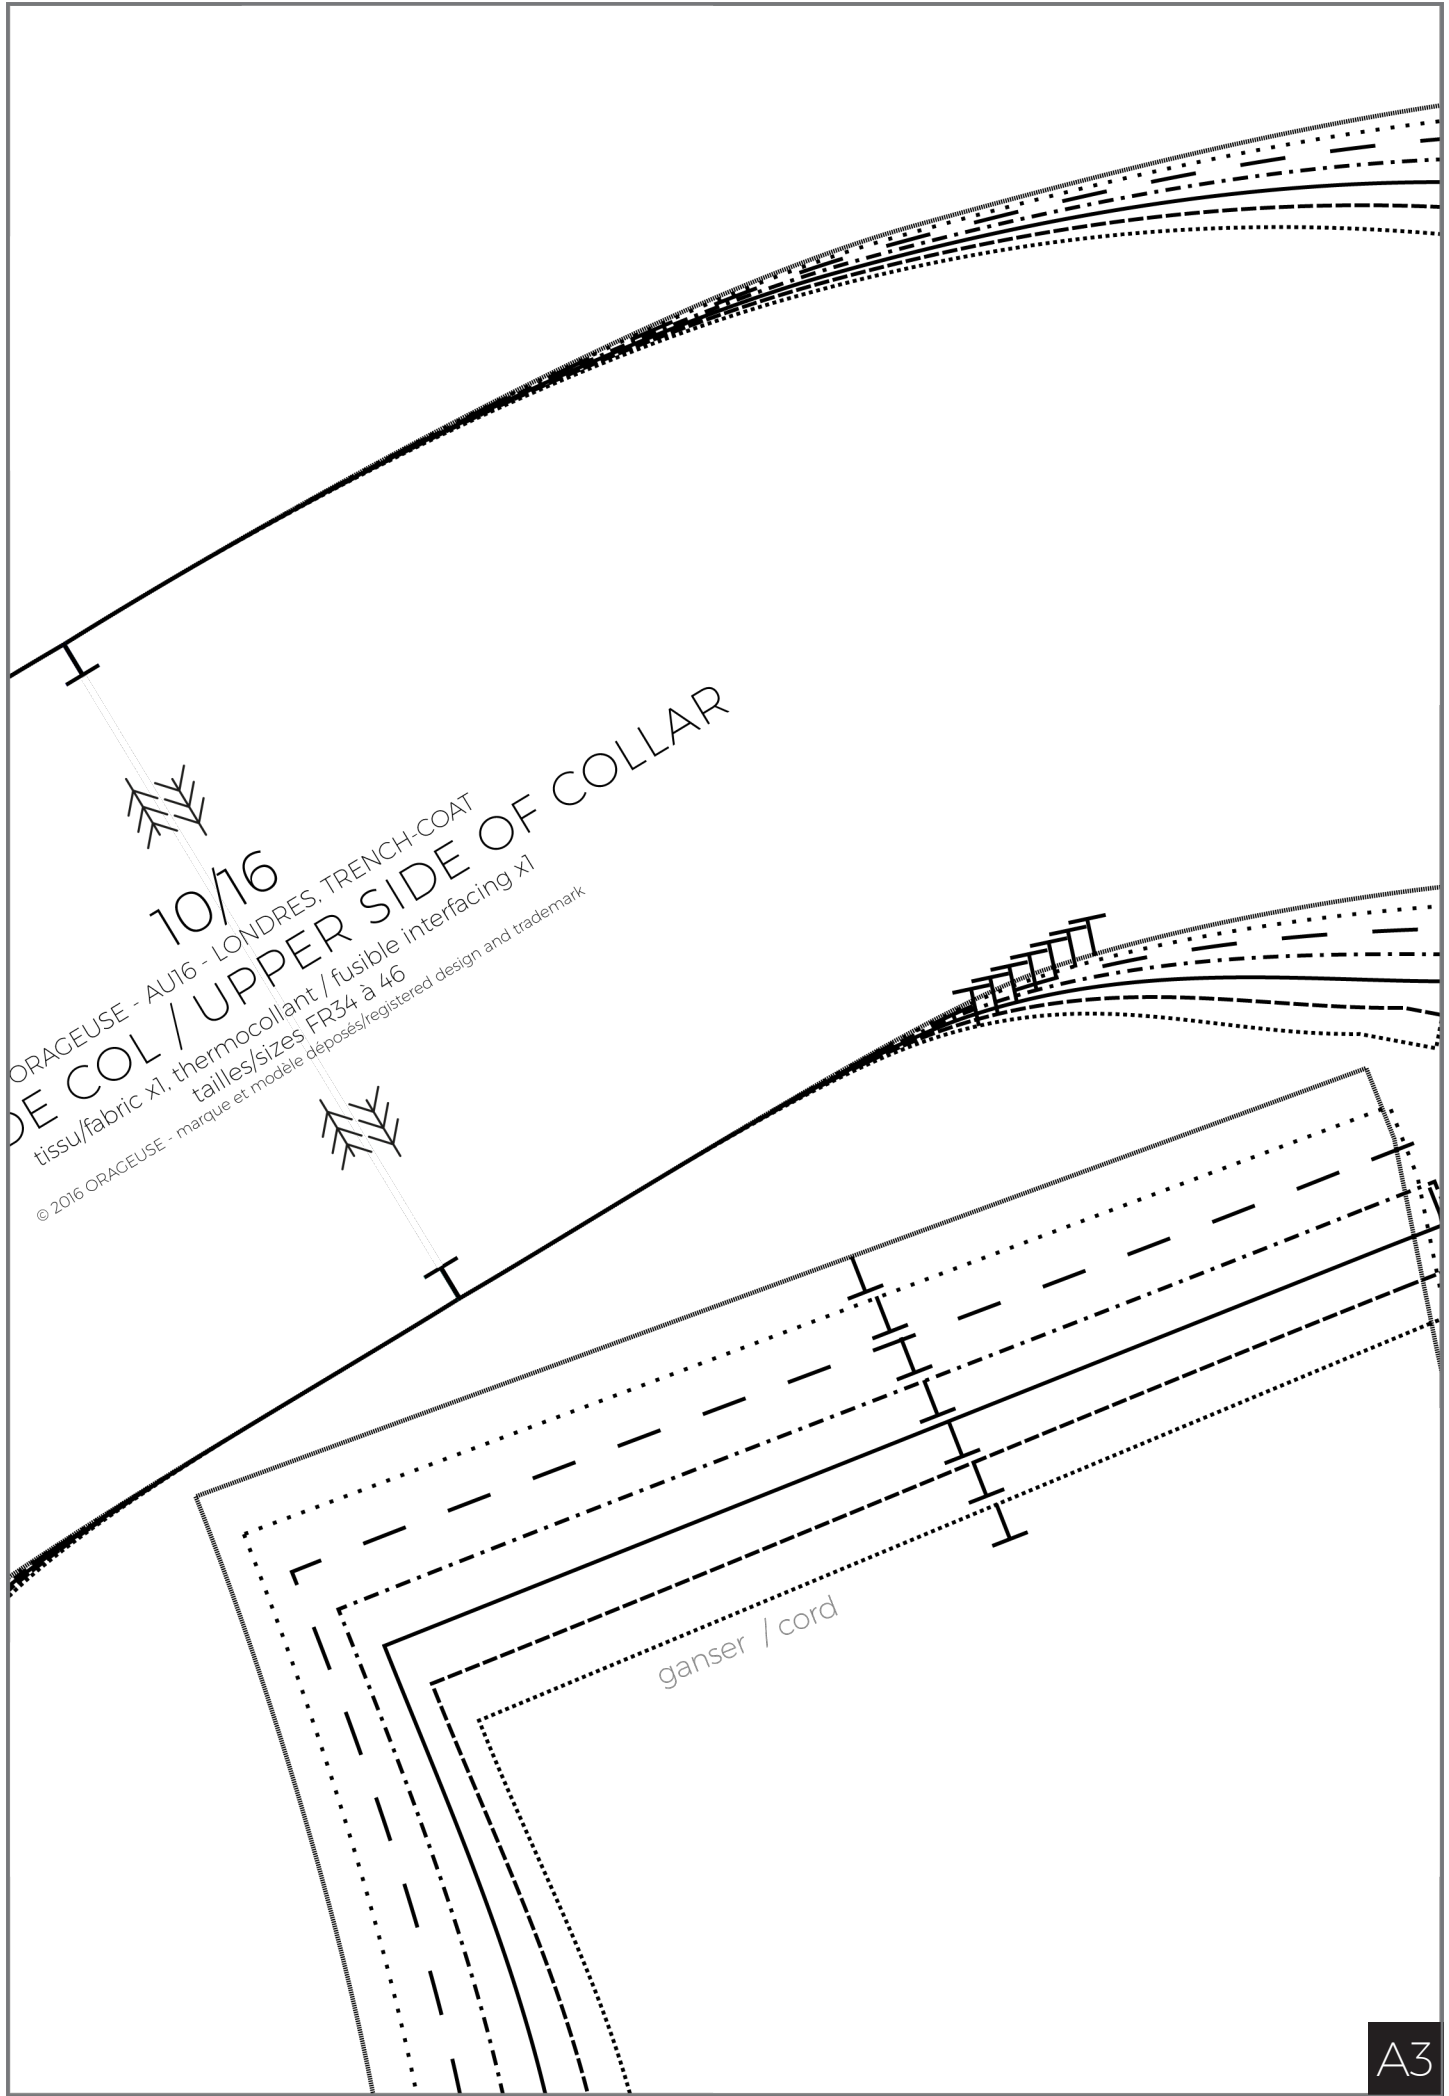 10/16
ORAGEUSE - AU16 - LONDRES, TRENCH-COAT
DE COL / UPPER SIDE OF COLLAR
tissu/fabric x1, thermocollant / fusible interfacing x1
tailles/sizes FR34 à 46
© 2016 ORAGEUSE - marque et modèle déposés/registered design and trademark
ganser / cord
A3